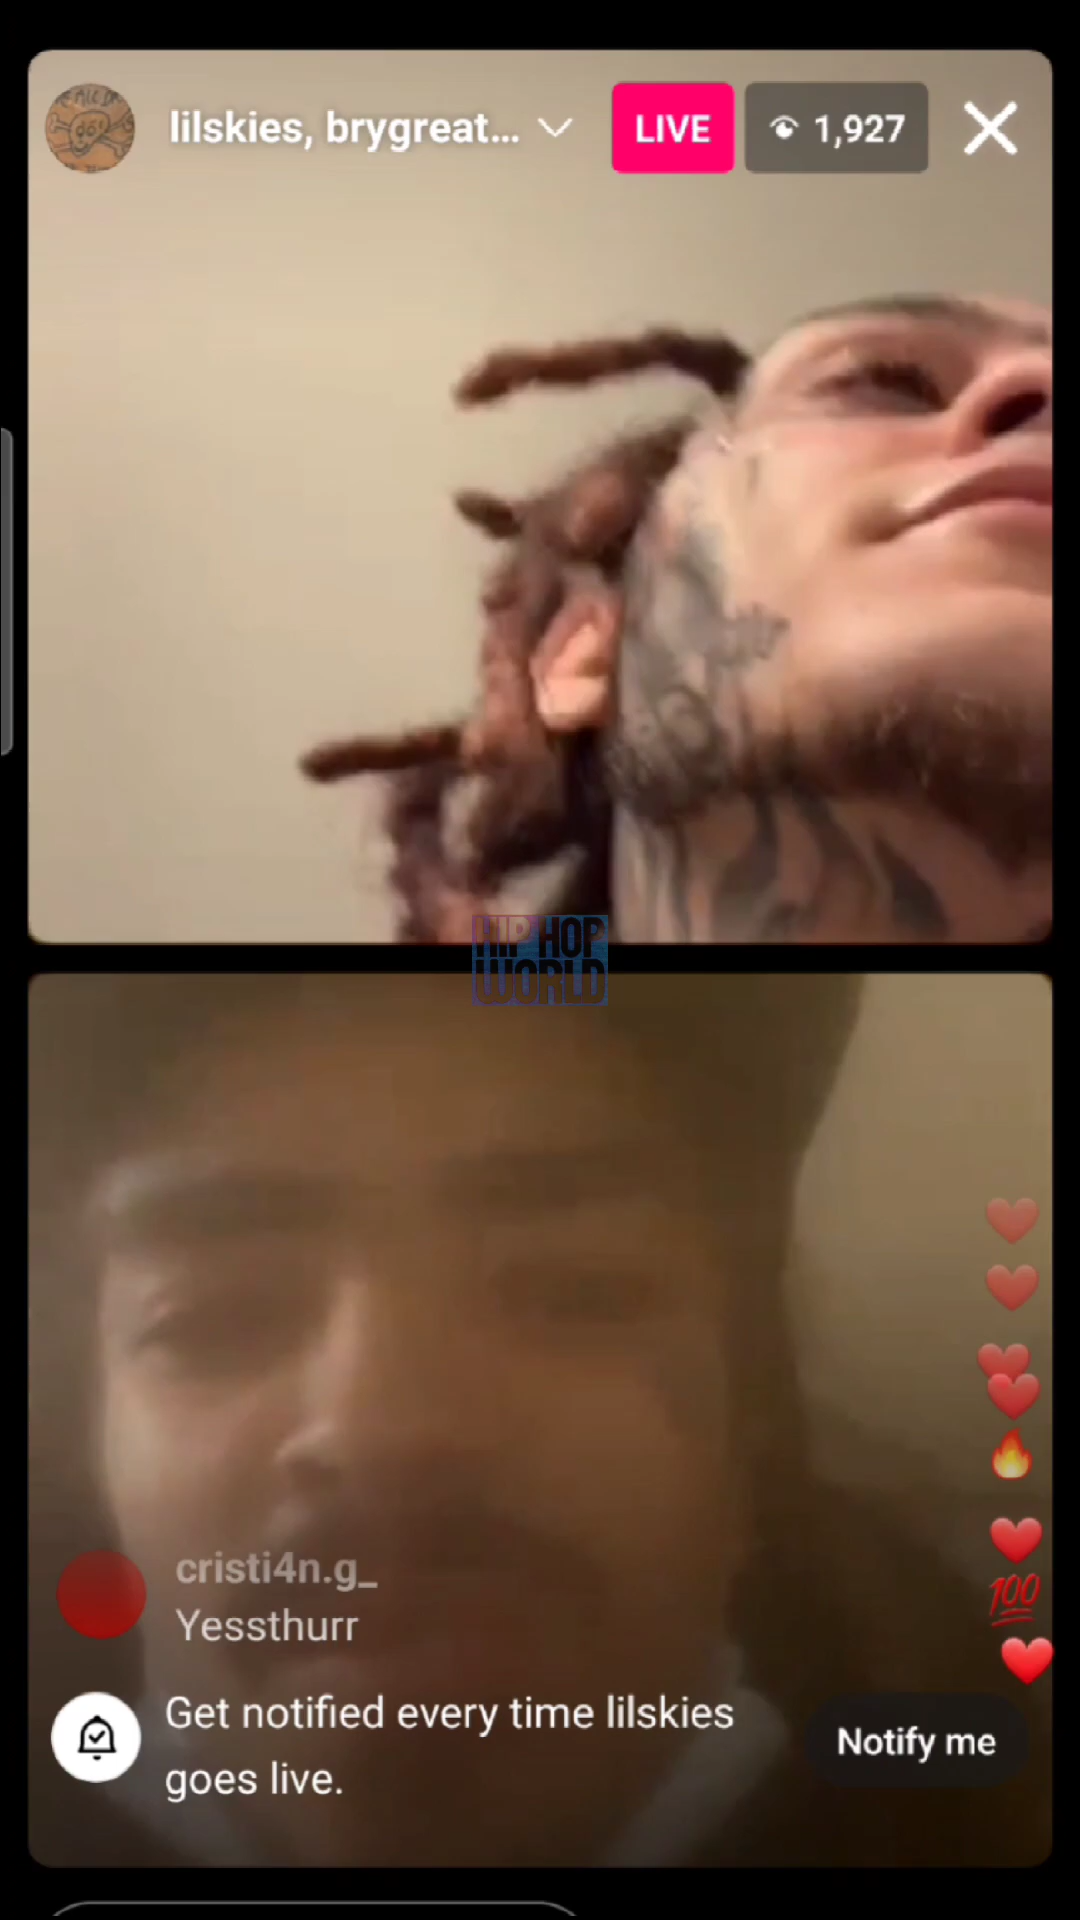 lilskies, brygreat...
LIVE
1,927
HIP HOP
WORLD
cristi4n.g_
Yessthurr
Get notified every time lilskies
goes live.
Notify me
100